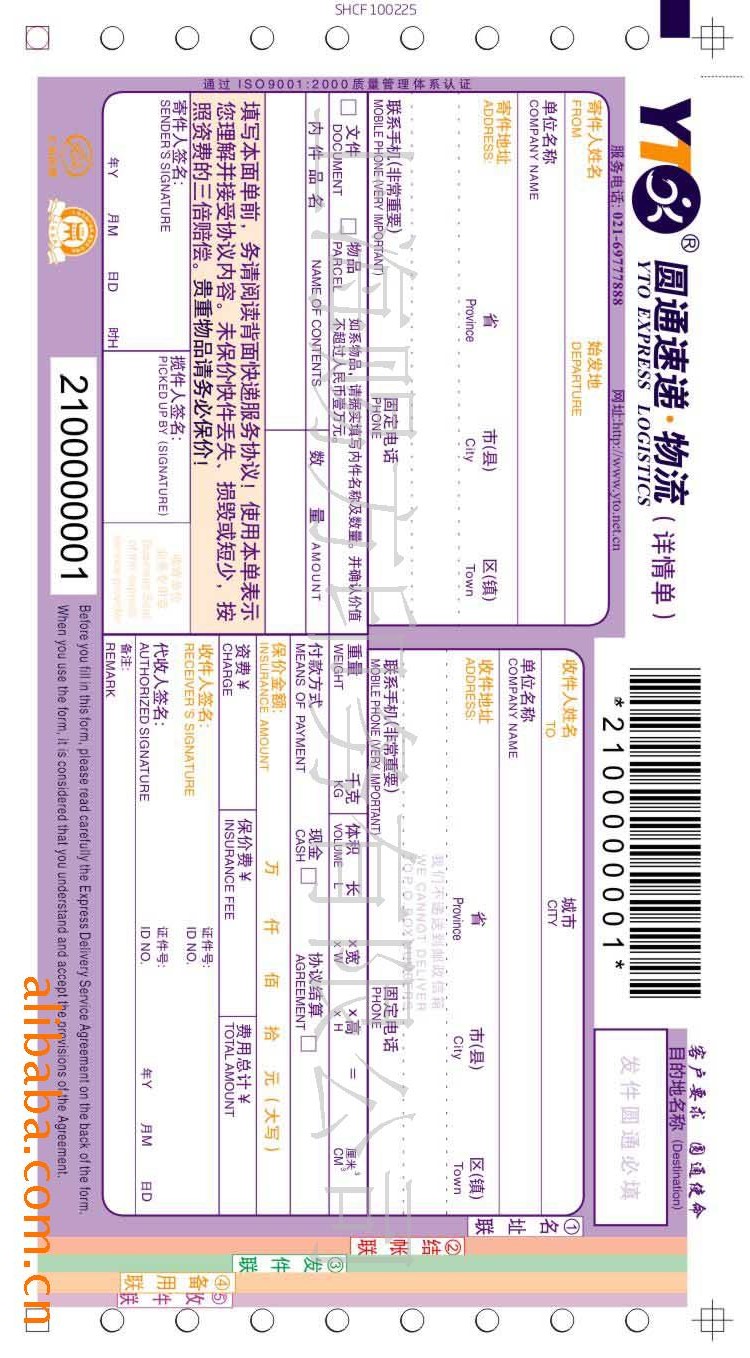 SHCF100225
YTO ® 圆通速递·物流 (详情单)
YTO EXPRESS LOGISTICS
服务电话: 021-69777888 网址:http://www.yto.net.cn
*2100000001*
客户要求 圆通使命
目的地名称 (Destination)
发件圆通必填
通过 ISO9001:2000质量管理体系认证
寄件人姓名
FROM
始发地
DEPARTURE
单位名称
COMPANY NAME
寄件地址
ADDRESS:
省
Province
市(县)
City
区(镇)
Town
联系手机(非常重要)
MOBILE PHONE(VERY IMPORTANT)
固定电话
PHONE
文件
DOCUMENT
物品
PARCEL
如系物品, 请据实填写内件名称及数量。并确认价值
不超过人民币壹万元。
内件品名 NAME OF CONTENTS
数量 AMOUNT
填写本面单前, 务请阅读背面快递服务协议! 使用本单表示
您理解并接受协议内容。未保价快件丢失、损毁或短少, 按
照资费的三倍赔偿。贵重物品请务必保价!
寄件人签名:
SENDER'S SIGNATURE
年Y 月M 日D 时H
揽件人签名:
PICKED UP BY (SIGNATURE)
2100000001
收件人姓名
TO
城市
CITY
单位名称
COMPANY NAME
收件地址
ADDRESS:
省
Province
市(县)
City
区(镇)
Town
我们不递送到邮政信箱
WE CANNOT DELIVER
联系手机(非常重要)
MOBILE PHONE(VERY IMPORTANT)
固定电话
PHONE
重量
WEIGHT
千克
KG
体积 长 ×宽 ×高 = 厘米³
VOLUME L ×W ×H CM³
付款方式
MEANS OF PAYMENT
现金
CASH
协议结算
AGREEMENT
保价金额: 万 仟 佰 拾 元(大写)
INSURANCE AMOUNT
资费¥
CHARGE
保价费¥
INSURANCE FEE
费用总计¥
TOTAL AMOUNT
收件人签名:
RECEIVER'S SIGNATURE
证件号:
ID NO.
代收人签名:
AUTHORIZED SIGNATURE
证件号:
ID NO.
年Y 月M 日D
备注:
REMARK
Before you fill in this form, please read carefully the Express Delivery Service Agreement on the back of the form.
When you use the form, it is considered that you understand and accept the provisions of the Agreement.
①名址联
②结帐联
③发件联
④备用联
⑤收件联
alibaba.com.cn